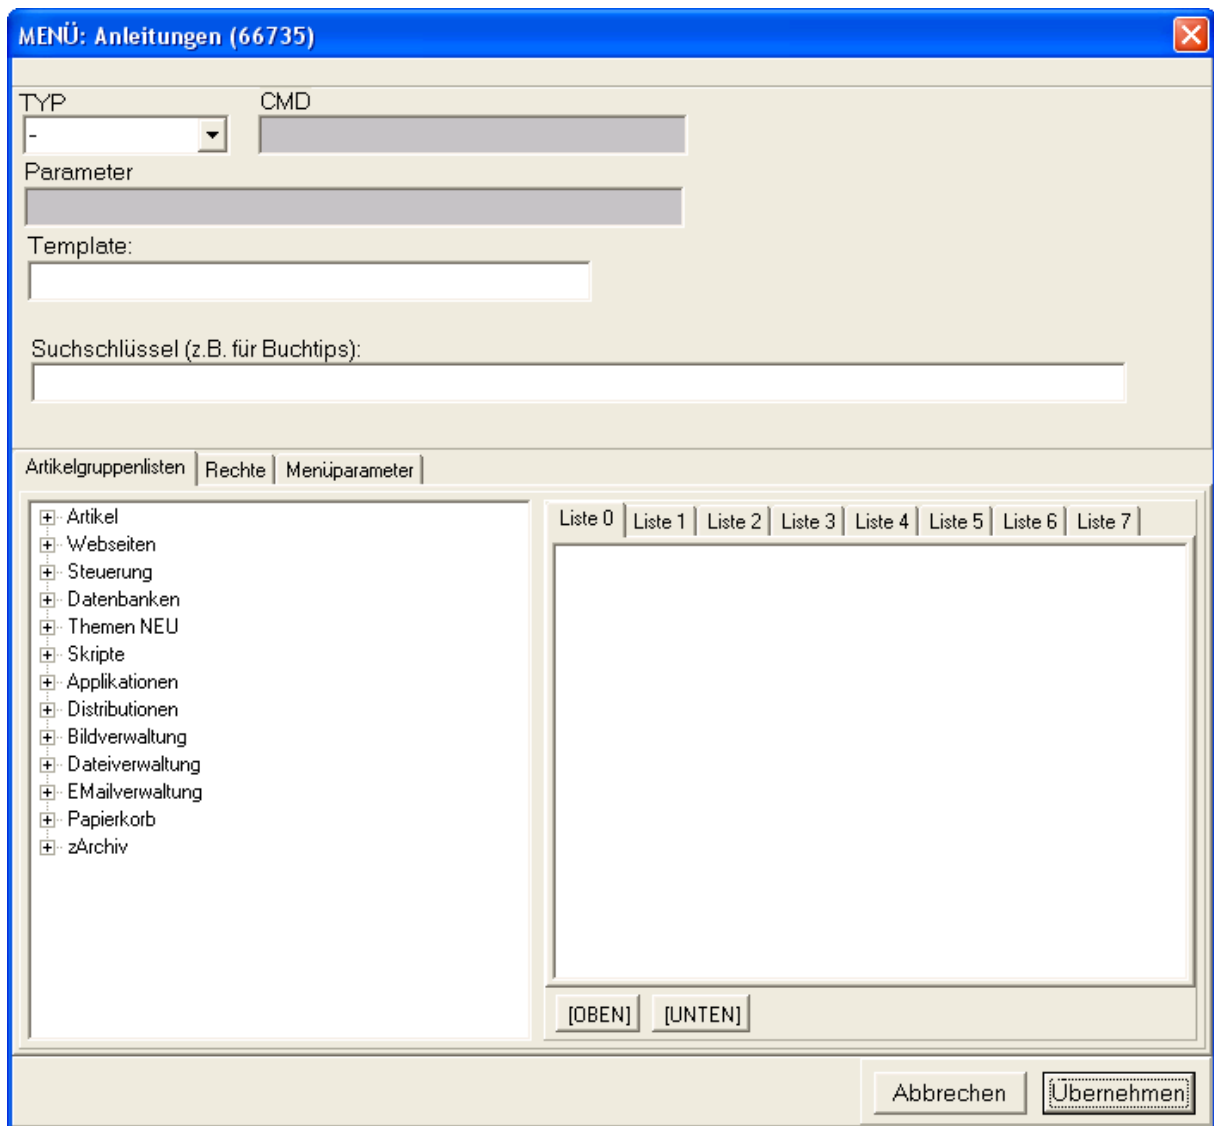 MENÜ: Anleitungen (66735)
TYP CMD
-
Parameter
Template:
Suchschlüssel (z.B. für Buchtips):
Artikelgruppenlisten Rechte Menüparameter
Artikel
Webseiten
Steuerung
Datenbanken
Themen NEU
Skripte
Applikationen
Distributionen
Bildverwaltung
Dateiverwaltung
EMailverwaltung
Papierkorb
zArchiv
Liste 0 Liste 1 Liste 2 Liste 3 Liste 4 Liste 5 Liste 6 Liste 7
[OBEN] [UNTEN]
Abbrechen Übernehmen